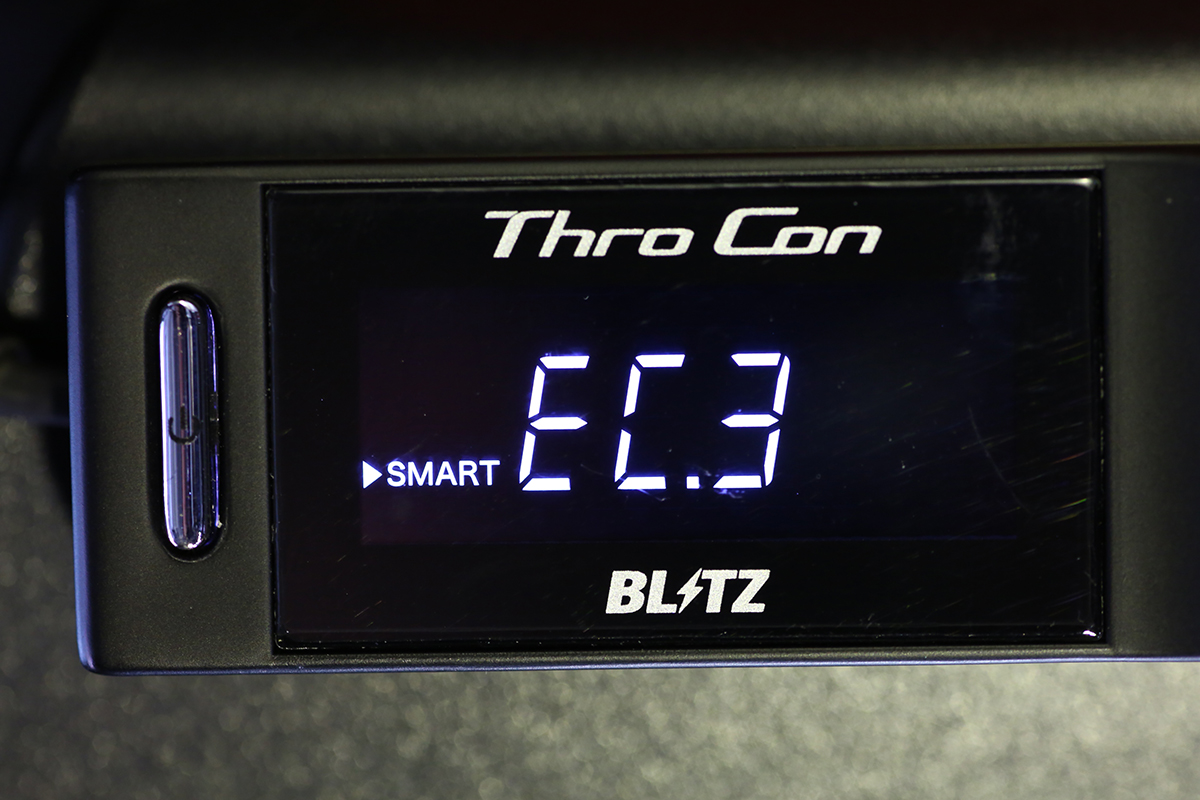 Thro Con
▶SMART EC.3
BLITZ